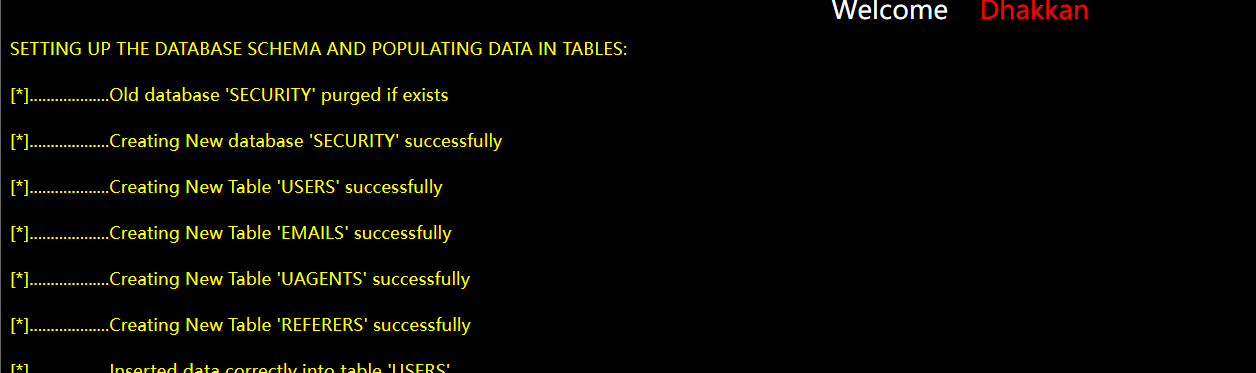 Welcome Dhakkan
SETTING UP THE DATABASE SCHEMA AND POPULATING DATA IN TABLES:
[*]...................Old database 'SECURITY' purged if exists
[*]...................Creating New database 'SECURITY' successfully
[*]...................Creating New Table 'USERS' successfully
[*]...................Creating New Table 'EMAILS' successfully
[*]...................Creating New Table 'UAGENTS' successfully
[*]...................Creating New Table 'REFERERS' successfully
[*]...................Inserted data correctly into table 'USERS'